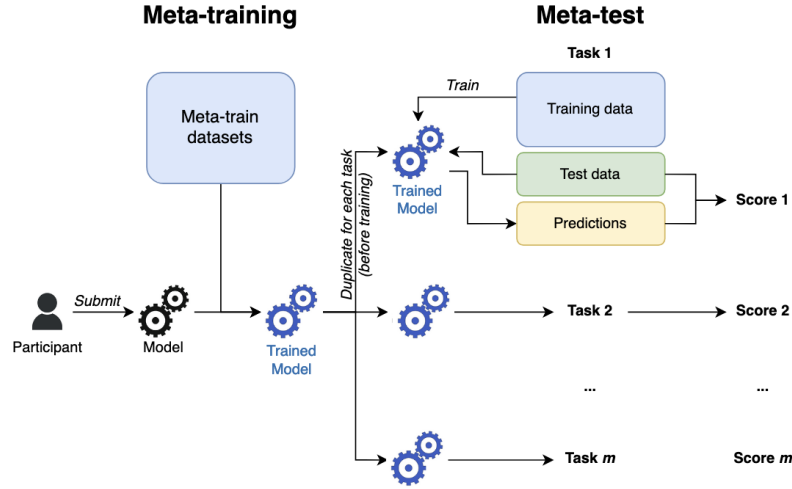 Meta-training
Meta-test
Task 1
Meta-train
datasets
Train
Training data
Trained
Model
Test data
Predictions
Score 1
Duplicate for each task
(before training)
Submit
Participant
Model
Trained
Model
Task 2
Score 2
...
...
Task m
Score m